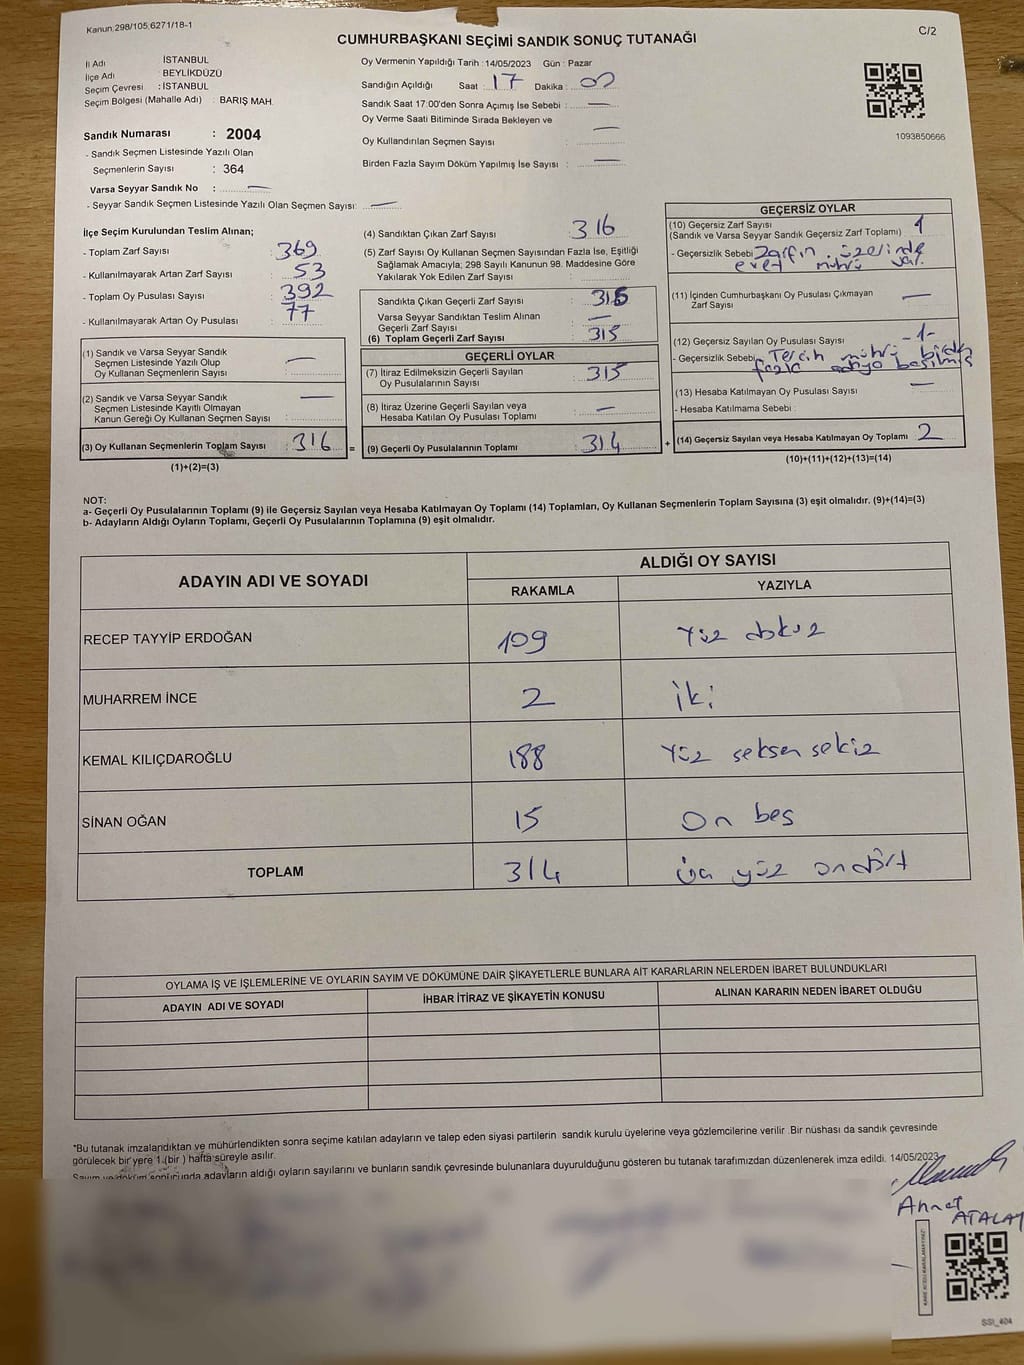 Kanun.298/105,6271/18-1
C/2
CUMHURBAŞKANI SEÇİMİ SANDIK SONUÇ TUTANAĞI
İl Adı İSTANBUL
İlçe Adı BEYLİKDÜZÜ
Seçim Çevresi : İSTANBUL
Seçim Bölgesi (Mahalle Adı) : BARIŞ MAH.
Sandık Numarası : 2004
- Sandık Seçmen Listesinde Yazılı Olan
Seçmenlerin Sayısı : 364
Varsa Seyyar Sandık No : —
- Seyyar Sandık Seçmen Listesinde Yazılı Olan Seçmen Sayısı: —
Oy Vermenin Yapıldığı Tarih : 14/05/2023 Gün : Pazar
Sandığın Açıldığı Saat : 17 Dakika : 00
Sandık Saat 17:00'den Sonra Açımış İse Sebebi : —
Oy Verme Saati Bitiminde Sırada Bekleyen ve
Oy Kullandırılan Seçmen Sayısı : —
Birden Fazla Sayım Döküm Yapılmış İse Sayısı : —
1093850666
İlçe Seçim Kurulundan Teslim Alınan;
- Toplam Zarf Sayısı : 369
- Kullanılmayarak Artan Zarf Sayısı : 53
- Toplam Oy Pusulası Sayısı : 392
- Kullanılmayarak Artan Oy Pusulası : 77
(1) Sandık ve Varsa Seyyar Sandık
Seçmen Listesinde Yazılı Olup
Oy Kullanan Seçmenlerin Sayısı : —
(2) Sandık ve Varsa Seyyar Sandık
Seçmen Listesinde Kayıtlı Olmayan
Kanun Gereği Oy Kullanan Seçmen Sayısı : —
(3) Oy Kullanan Seçmenlerin Toplam Sayısı : 316 =
(1)+(2)=(3)
(4) Sandıktan Çıkan Zarf Sayısı : 316
(5) Zarf Sayısı Oy Kullanan Seçmen Sayısından Fazla İse, Eşitliği
Sağlamak Amacıyla; 298 Sayılı Kanunun 98. Maddesine Göre
Yakılarak Yok Edilen Zarf Sayısı :
Sandıkta Çıkan Geçerli Zarf Sayısı : 315
Varsa Seyyar Sandıktan Teslim Alınan
Geçerli Zarf Sayısı : —
(6) Toplam Geçerli Zarf Sayısı : 315
GEÇERLİ OYLAR
(7) İtiraz Edilmeksizin Geçerli Sayılan
Oy Pusulalarının Sayısı : 315
(8) İtiraz Üzerine Geçerli Sayılan veya
Hesaba Katılan Oy Pusulası Toplamı : —
(9) Geçerli Oy Pusulalarının Toplamı : 314 +
GEÇERSİZ OYLAR
(10) Geçersiz Zarf Sayısı
(Sandık ve Varsa Seyyar Sandık Geçersiz Zarf Toplamı) : 1
- Geçersizlik Sebebi : Zarfın üzerinde
evet mührü var.
(11) İçinden Cumhurbaşkanı Oy Pusulası Çıkmayan
Zarf Sayısı : —
(12) Geçersiz Sayılan Oy Pusulası Sayısı : -1-
- Geçersizlik Sebebi : Tercih mührü birden
fazla adaya basılmış
(13) Hesaba Katılmayan Oy Pusulası Sayısı : —
- Hesaba Katılmama Sebebi :
(14) Geçersiz Sayılan veya Hesaba Katılmayan Oy Toplamı : 2
(10)+(11)+(12)+(13)=(14)
NOT:
a- Geçerli Oy Pusulalarının Toplamı (9) ile Geçersiz Sayılan veya Hesaba Katılmayan Oy Toplamı (14) Toplamları, Oy Kullanan Seçmenlerin Toplam Sayısına (3) eşit olmalıdır. (9)+(14)=(3)
b- Adayların Aldığı Oyların Toplamı, Geçerli Oy Pusulalarının Toplamına (9) eşit olmalıdır.
ADAYIN ADI VE SOYADI ALDIĞI OY SAYISI
RAKAMLA YAZIYLA
RECEP TAYYİP ERDOĞAN 109 Yüz dokuz
MUHARREM İNCE 2 iki
KEMAL KILIÇDAROĞLU 188 Yüz seksen sekiz
SİNAN OĞAN 15 On beş
TOPLAM 314 üç yüz ondört
OYLAMA İŞ VE İŞLEMLERİNE VE OYLARIN SAYIM VE DÖKÜMÜNE DAİR ŞİKAYETLERLE BUNLARA AİT KARARLARIN NELERDEN İBARET BULUNDUKLARI
ADAYIN ADI VE SOYADI İHBAR İTİRAZ VE ŞİKAYETİN KONUSU ALINAN KARARIN NEDEN İBARET OLDUĞU
*Bu tutanak imzalandıktan ve mühürlendikten sonra seçime katılan adayların ve talep eden siyasi partilerin sandık kurulu üyelerine veya gözlemcilerine verilir Bir nüshası da sandık çevresinde
görülecek bir yere 1 (bir) hafta süreyle asılır.
Sayım ve döküm sonucunda adayların aldığı oyların sayılarını ve bunların sandık çevresinde bulunanlara duyurulduğunu gösteren bu tutanak tarafımızdan düzenlenerek imza edildi. 14/05/2023
Ahmet
ATALAY
SSI_404